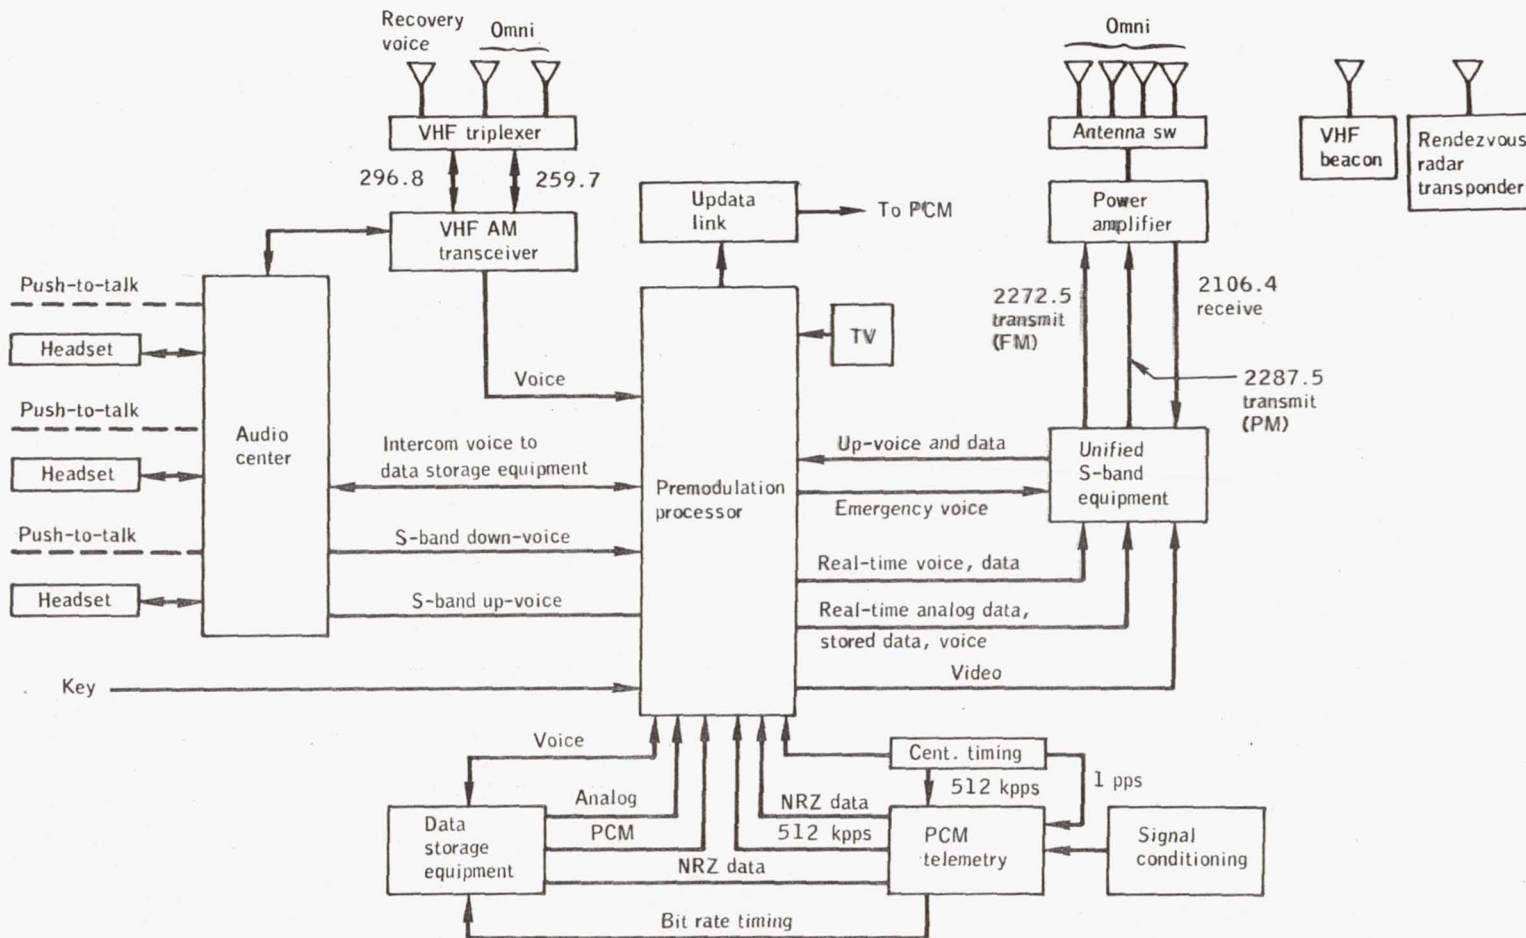 Recovery
voice
Omni
Omni
VHF triplexer
Antenna sw
VHF
beacon
Rendezvous
radar
transponder
296.8
259.7
Updata
link
To PCM
Power
amplifier
VHF AM
transceiver
2272.5
transmit
(FM)
2106.4
receive
Push-to-talk
Headset
TV
Voice
2287.5
transmit
(PM)
Push-to-talk
Headset
Audio
center
Intercom voice to
data storage equipment
Premodulation
processor
Up-voice and data
Emergency voice
Unified
S-band
equipment
Push-to-talk
Headset
S-band down-voice
S-band up-voice
Real-time voice, data
Real-time analog data,
stored data, voice
Video
Key
Voice
Cent. timing
512 kpps
1 pps
Analog
PCM
NRZ data
NRZ data
512 kpps
Data
storage
equipment
PCM
telemetry
Signal
conditioning
Bit rate timing